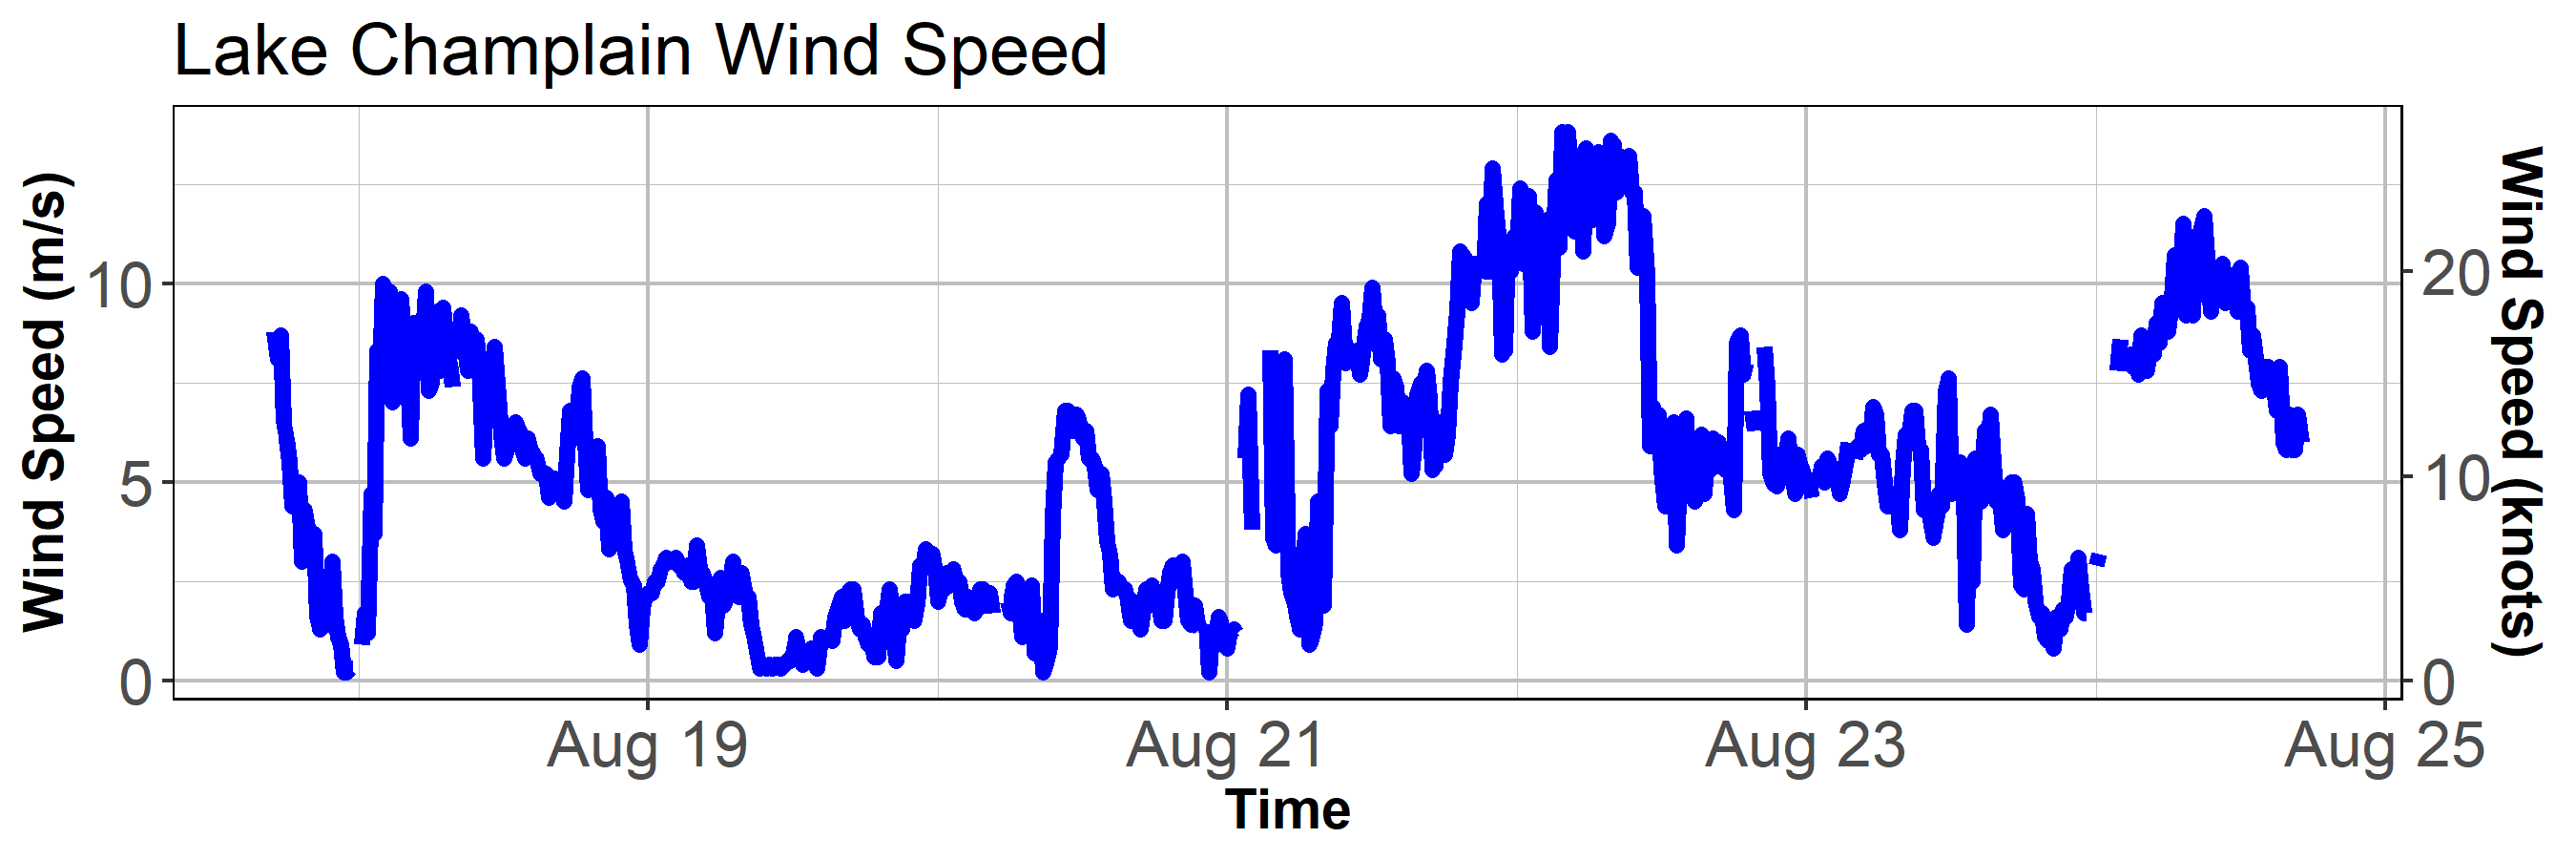 Lake Champlain Wind Speed
Wind Speed (m/s)
10
5
0
20
10
0
Wind Speed (knots)
Aug 19
Aug 21
Aug 23
Aug 25
Time